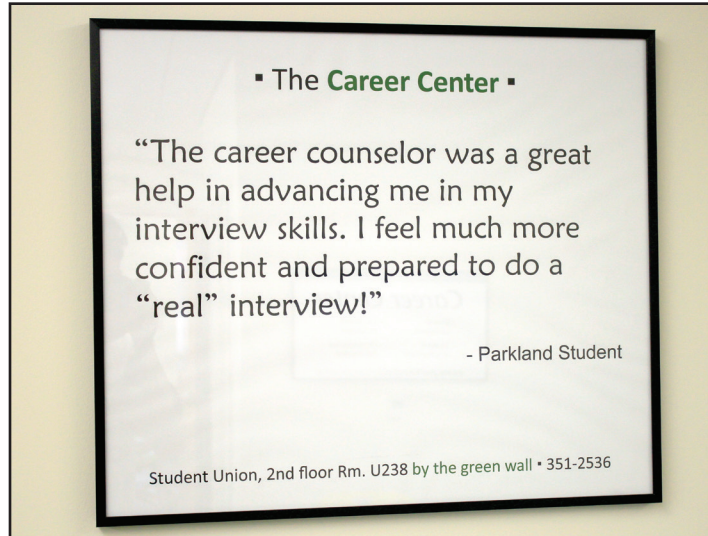 ▪ The Career Center ▪
“The career counselor was a great
help in advancing me in my
interview skills. I feel much more
confident and prepared to do a
“real” interview!”
- Parkland Student
Student Union, 2nd floor Rm. U238 by the green wall ▪ 351-2536